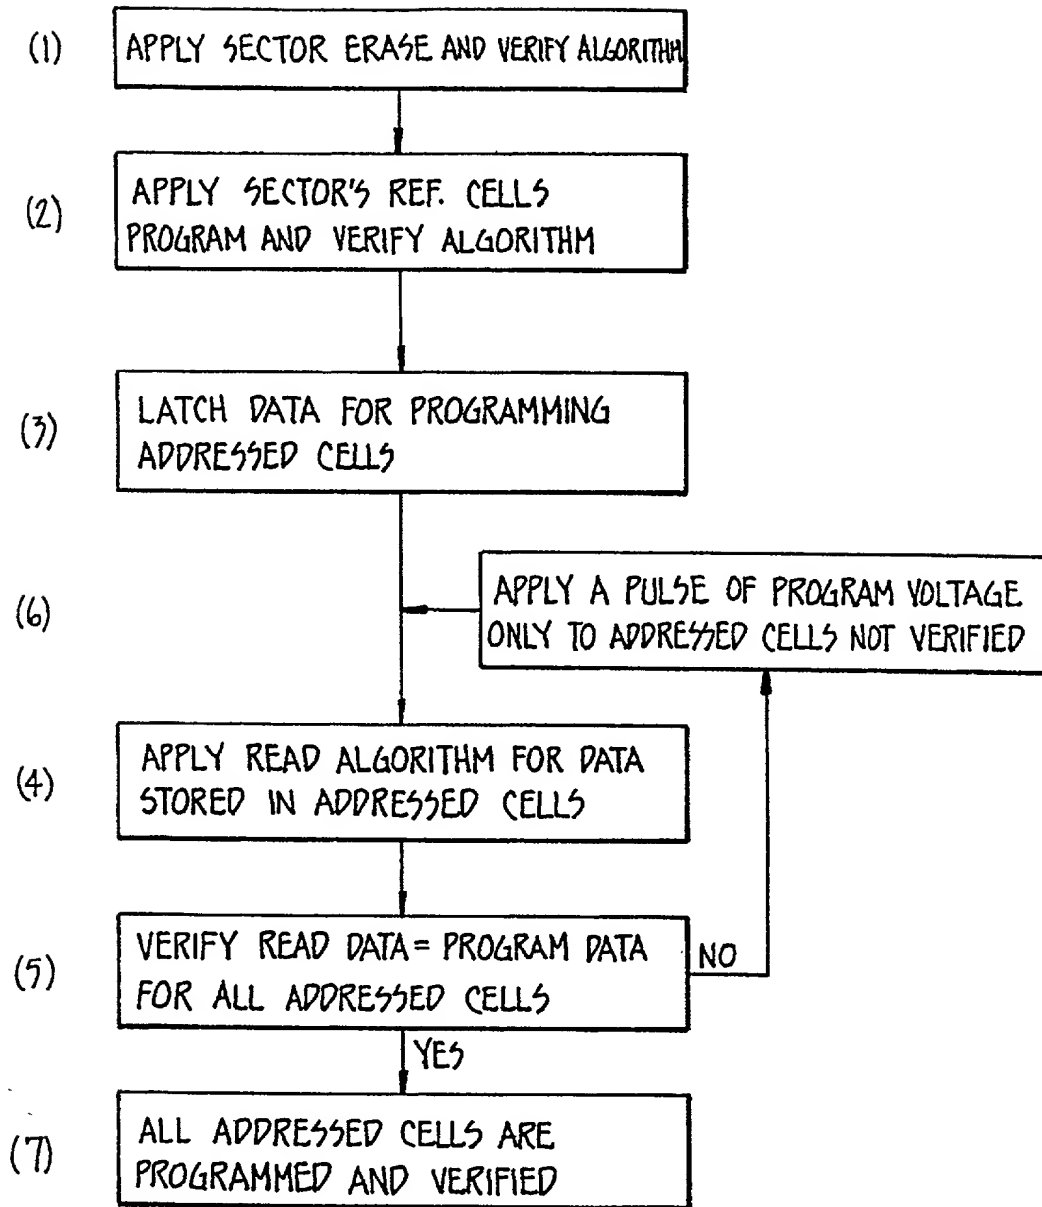 (1) APPLY SECTOR ERASE AND VERIFY ALGORITHM
(2) APPLY SECTOR'S REF. CELLS
PROGRAM AND VERIFY ALGORITHM
(3) LATCH DATA FOR PROGRAMMING
ADDRESSED CELLS
(6) APPLY A PULSE OF PROGRAM VOLTAGE
ONLY TO ADDRESSED CELLS NOT VERIFIED
(4) APPLY READ ALGORITHM FOR DATA
STORED IN ADDRESSED CELLS
(5) VERIFY READ DATA = PROGRAM DATA
FOR ALL ADDRESSED CELLS
NO
YES
(7) ALL ADDRESSED CELLS ARE
PROGRAMMED AND VERIFIED